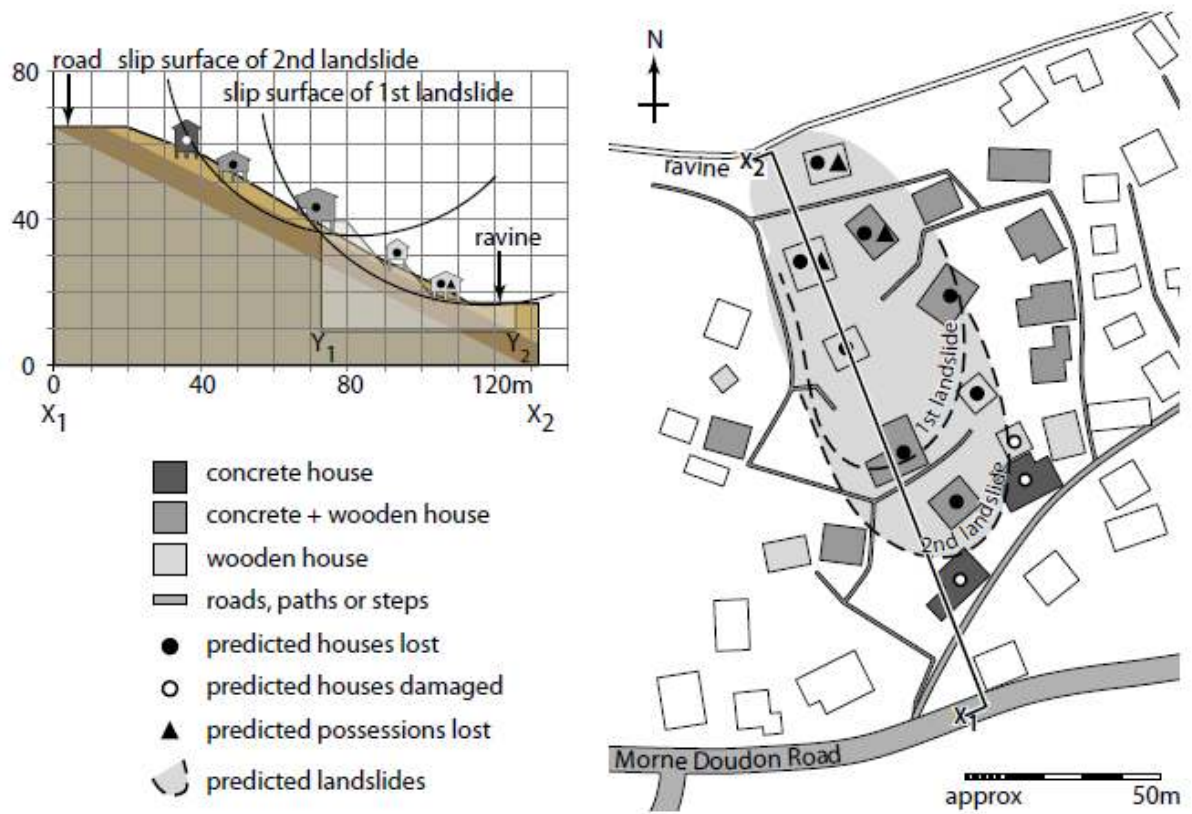 80
40
0
road
slip surface of 2nd landslide
slip surface of 1st landslide
ravine
Y1
Y2
0
40
80
120m
X1
X2
concrete house
concrete + wooden house
wooden house
roads, paths or steps
predicted houses lost
predicted houses damaged
predicted possessions lost
predicted landslides
N
X2
ravine
1st landslide
2nd landslide
X1
Morne Doudon Road
approx
50m